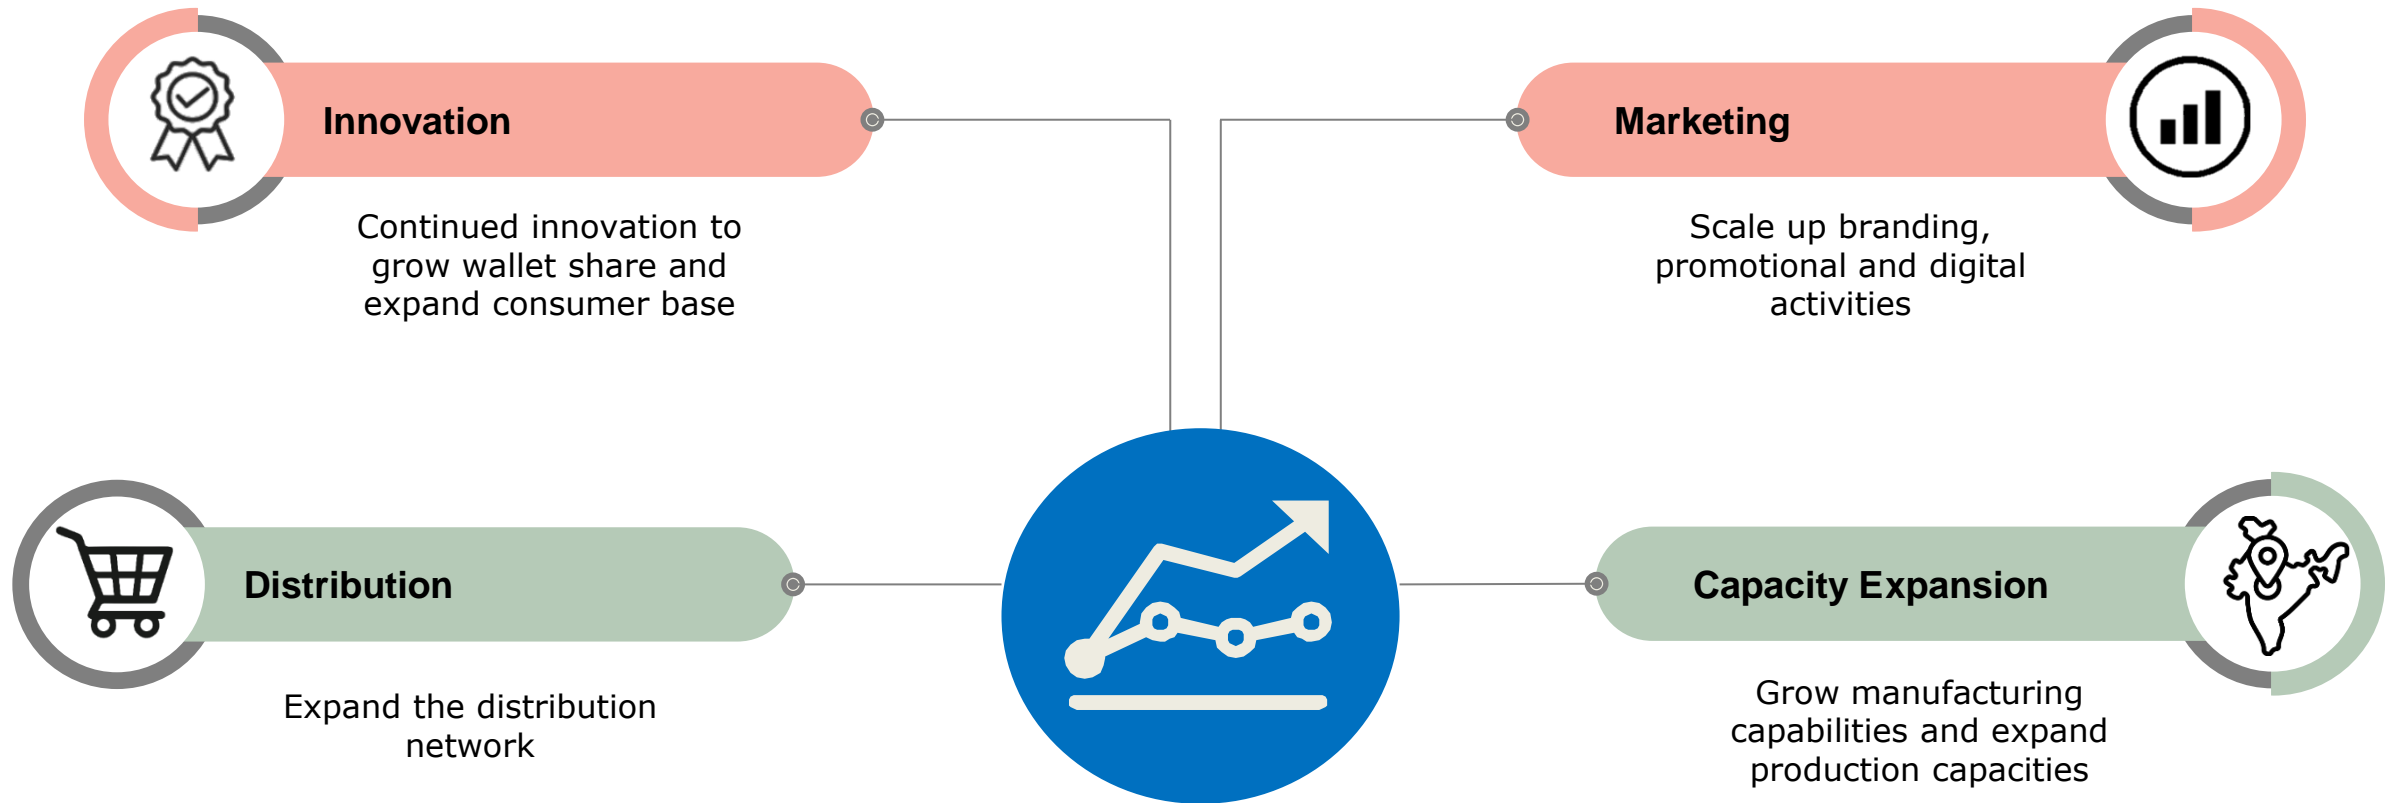 Innovation
Continued innovation to
grow wallet share and
expand consumer base
Marketing
Scale up branding,
promotional and digital
activities
Distribution
Expand the distribution
network
Capacity Expansion
Grow manufacturing
capabilities and expand
production capacities